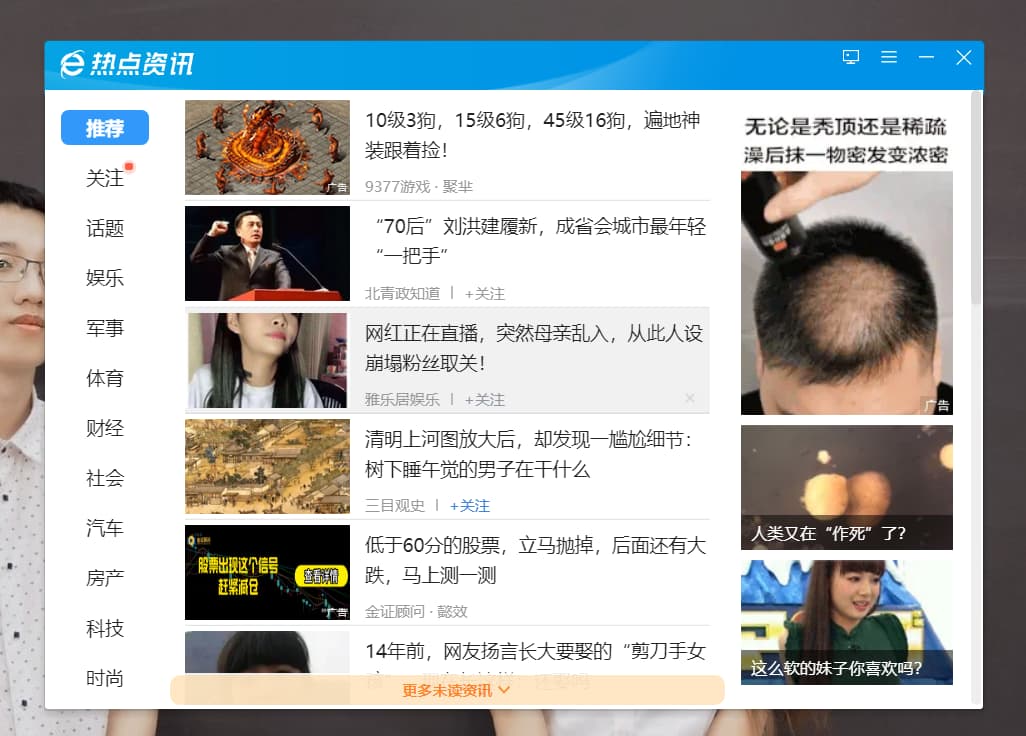 热点资讯
推荐
关注
话题
娱乐
军事
体育
财经
社会
汽车
房产
科技
时尚
广告
10级3狗，15级6狗，45级16狗，遍地神
装跟着捡！
9377游戏 · 聚芈
“70后”刘洪建履新，成省会城市最年轻
“一把手”
北青政知道 | +关注
网红正在直播，突然母亲乱入，从此人设
崩塌粉丝取关！
雅乐居娱乐 | +关注
清明上河图放大后，却发现一尴尬细节：
树下睡午觉的男子在干什么
三目观史 | +关注
股票出现这个信号
赶紧减仓
查看详情
广告
低于60分的股票，立马抛掉，后面还有大
跌，马上测一测
金证顾问 · 懿效
14年前，网友扬言长大要娶的“剪刀手女
更多未读资讯
无论是秃顶还是稀疏
澡后抹一物密发变浓密
广告
人类又在“作死”了？
这么软的妹子你喜欢吗？